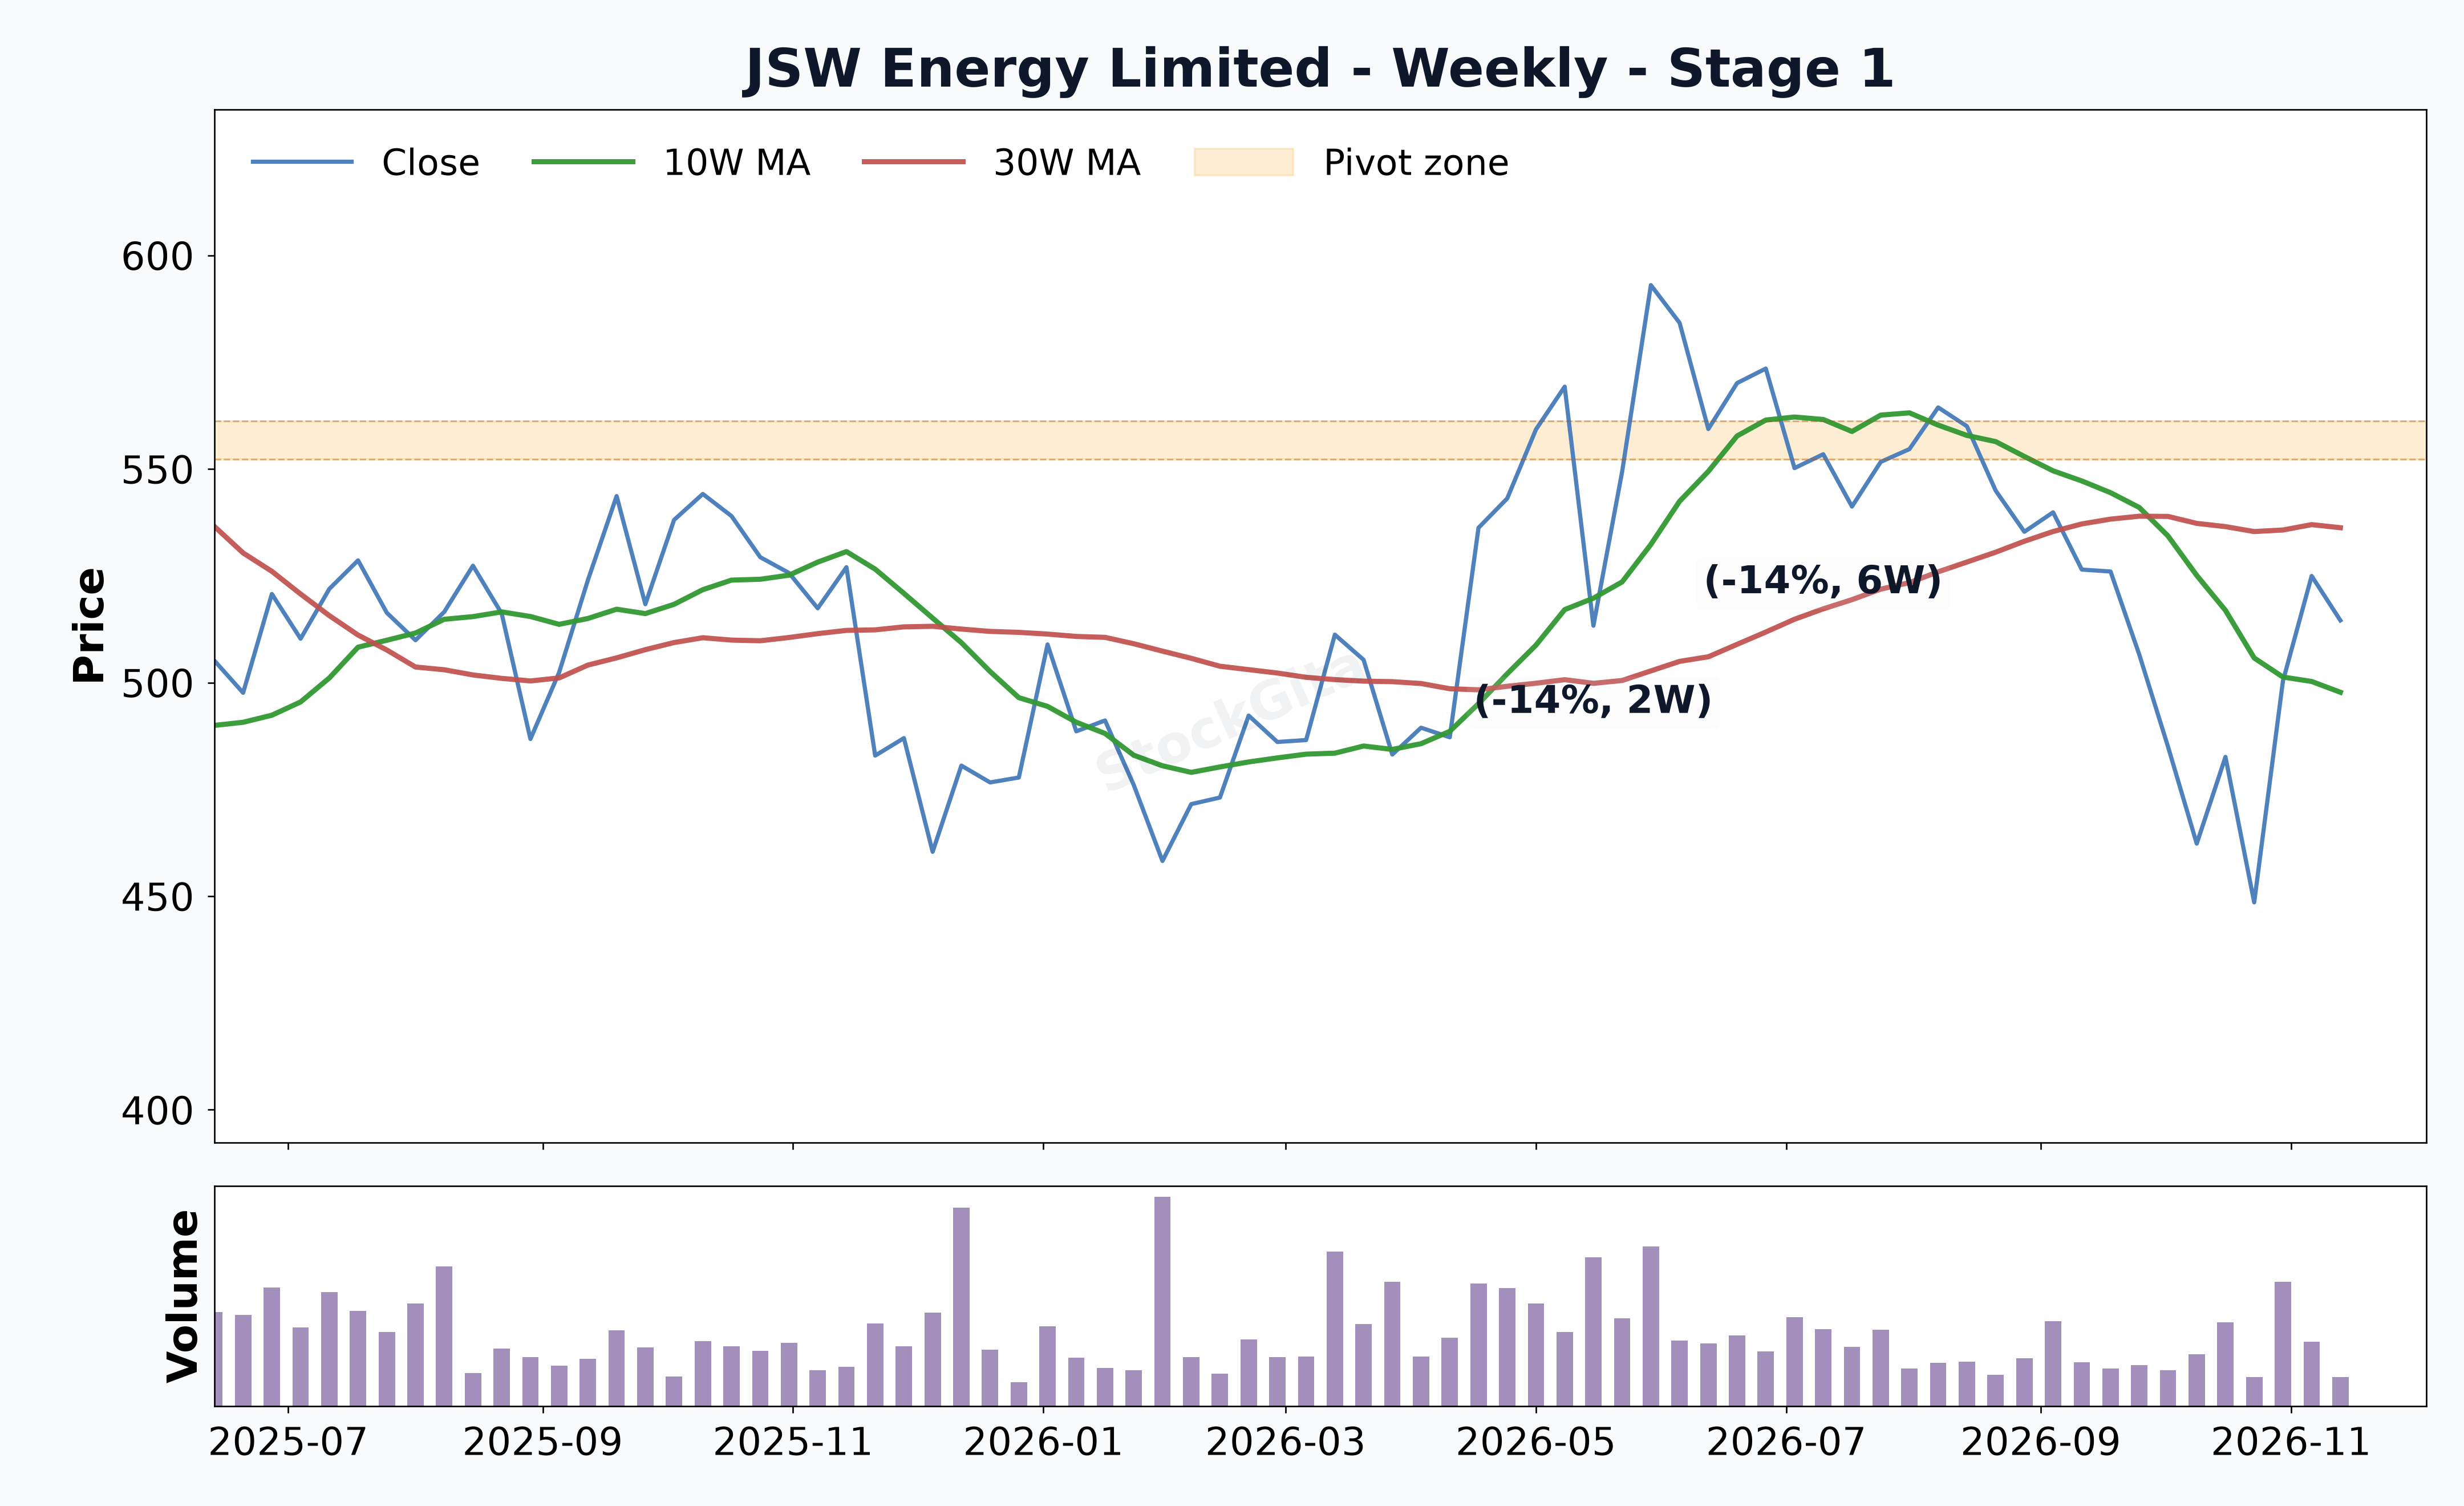 JSW Energy Limited - Weekly - Stage 1
Close 10W MA 30W MA Pivot zone
600
550
500
450
400
Price
(-14%, 6W)
(-14%, 2W)
StockGita
Volume
2025-07 2025-09 2025-11 2026-01 2026-03 2026-05 2026-07 2026-09 2026-11